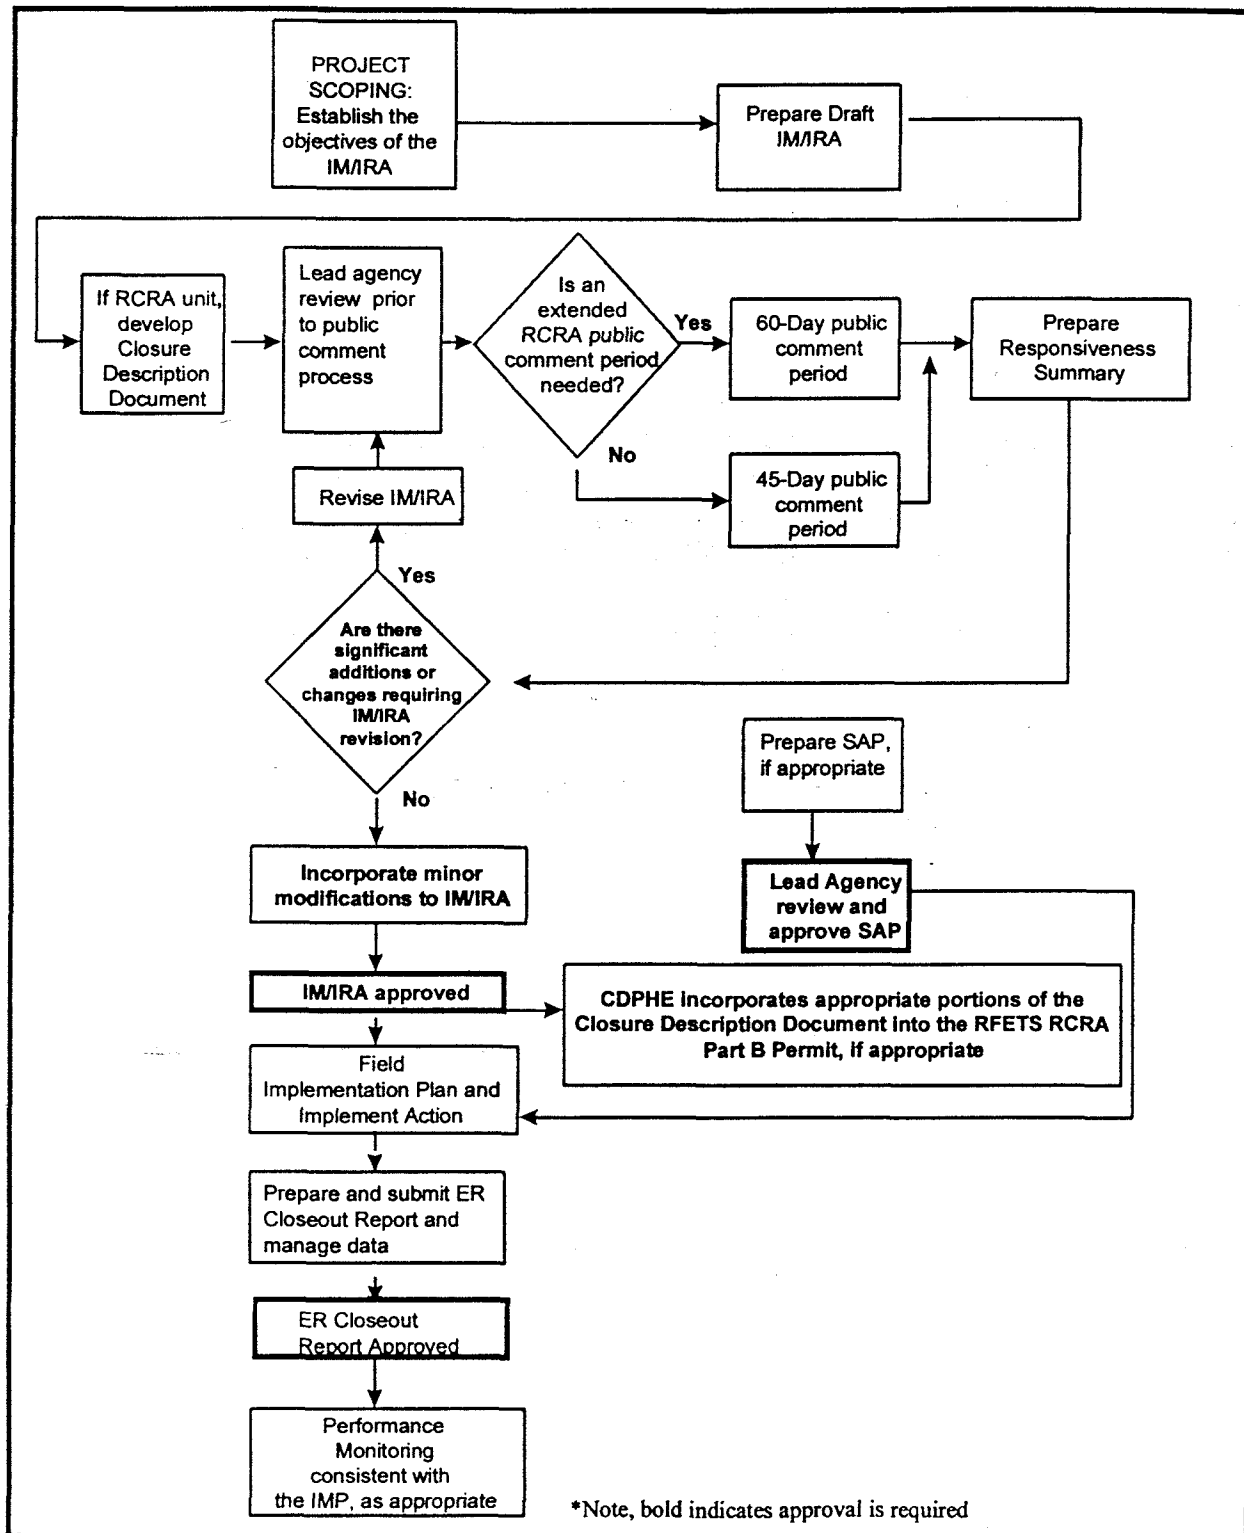 PROJECT
SCOPING:
Establish the
objectives of the
IM/IRA
Prepare Draft
IM/IRA
If RCRA unit,
develop
Closure
Description
Document
Lead agency
review prior
to public
comment
process
Is an
extended
RCRA public
comment period
needed?
Yes
60-Day public
comment
period
Prepare
Responsiveness
Summary
No
45-Day public
comment
period
Revise IM/IRA
Yes
Are there
significant
additions or
changes requiring
IM/IRA
revision?
No
Prepare SAP,
if appropriate
Lead Agency
review and
approve SAP
Incorporate minor
modifications to IM/IRA
IM/IRA approved
CDPHE incorporates appropriate portions of the
Closure Description Document into the RFETS RCRA
Part B Permit, if appropriate
Field
Implementation Plan and
Implement Action
Prepare and submit ER
Closeout Report and
manage data
ER Closeout
Report Approved
Performance
Monitoring
consistent with
the IMP, as appropriate
*Note, bold indicates approval is required